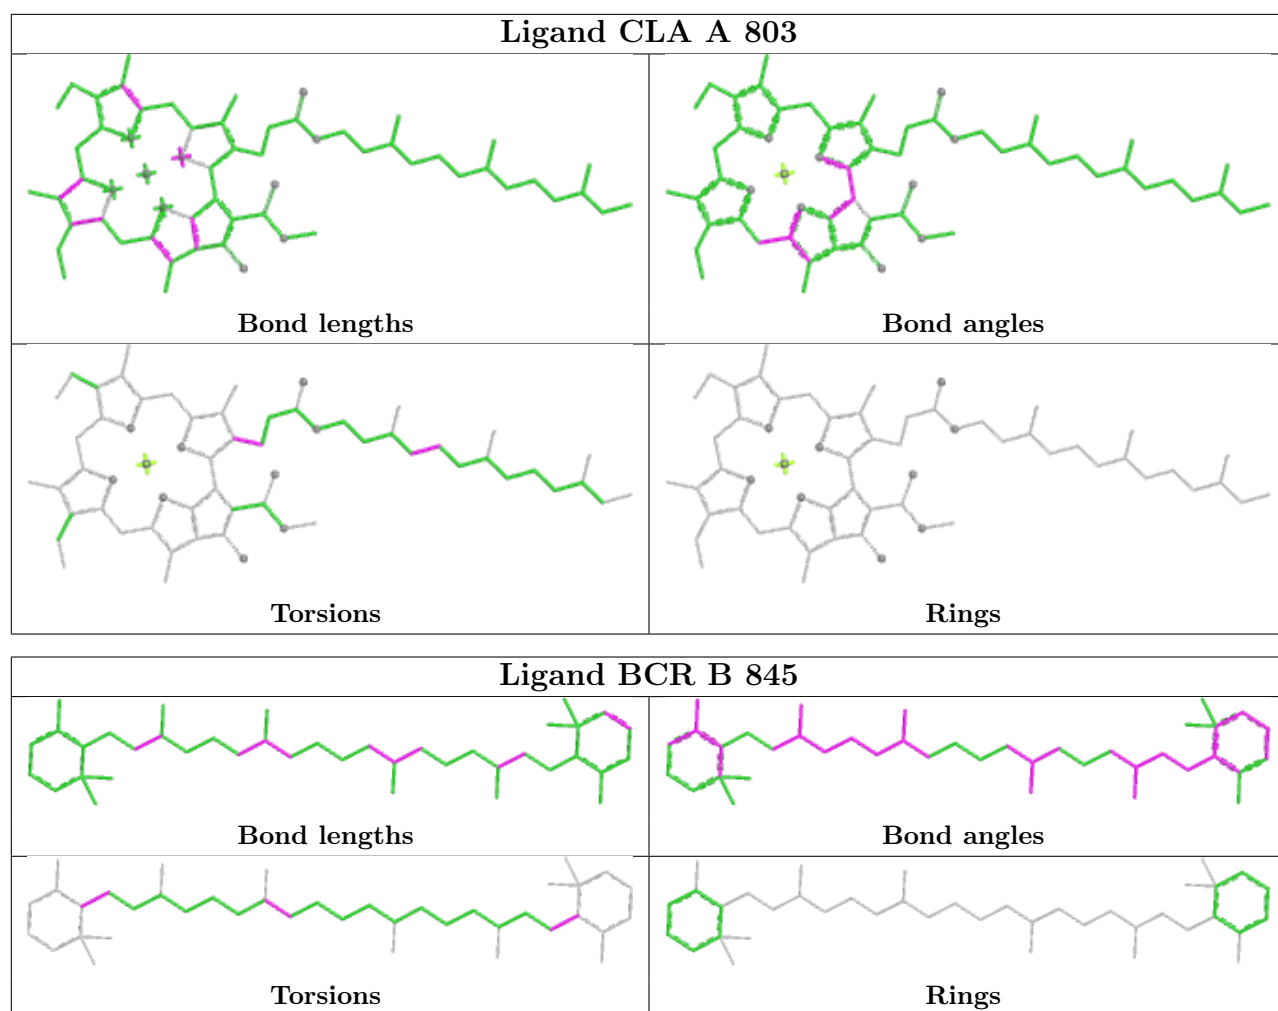 Ligand CLA A 803
Bond lengths
Bond angles
Torsions
Rings
Ligand BCR B 845
Bond lengths
Bond angles
Torsions
Rings